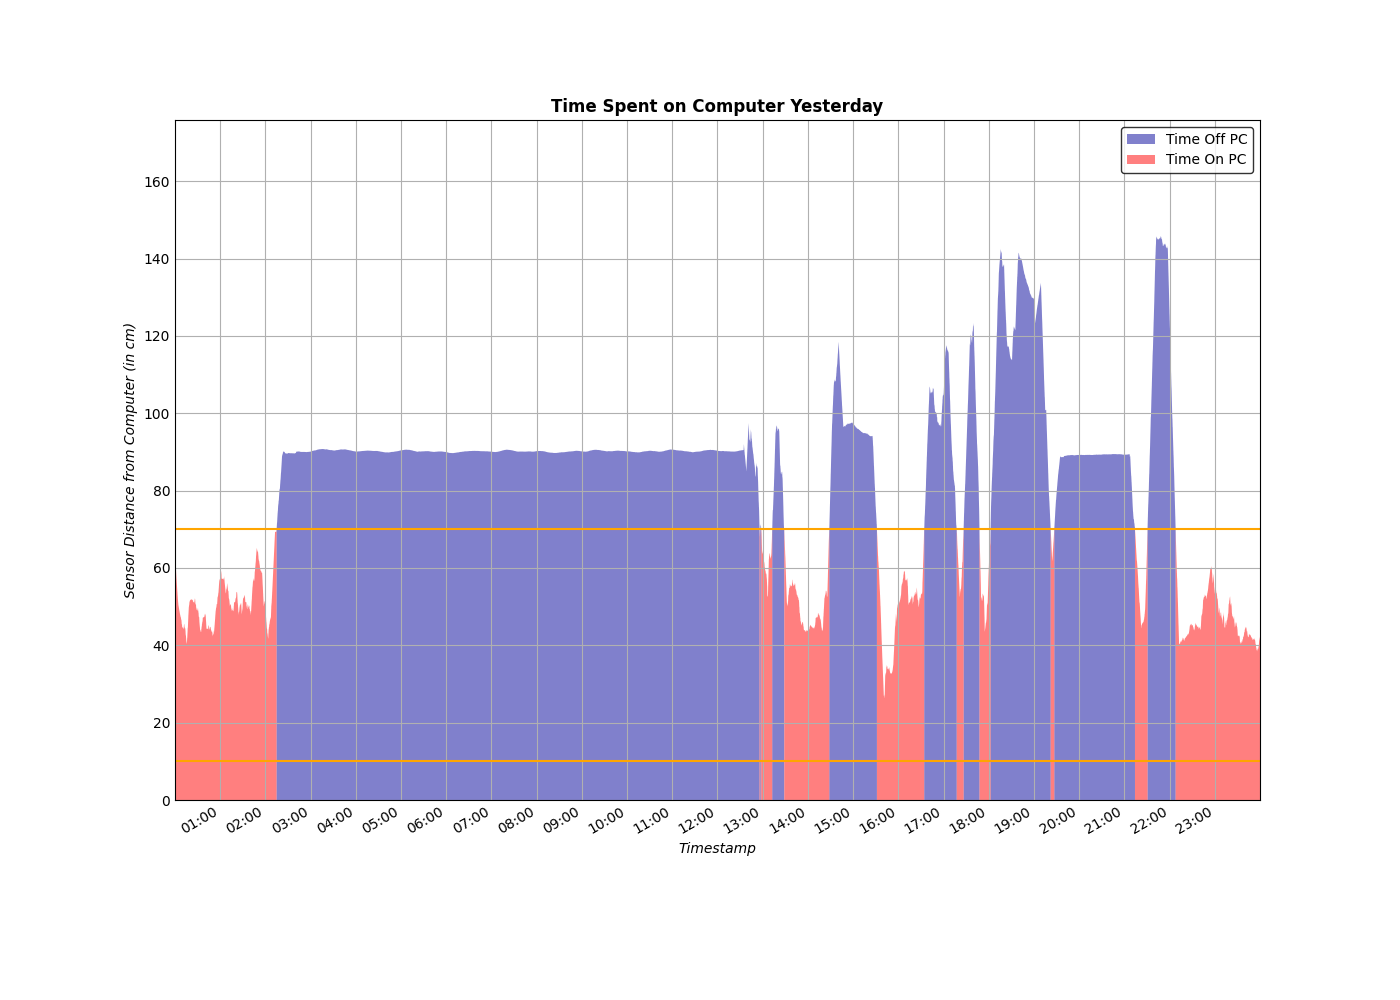 Time Spent on Computer Yesterday
Time Off PC
Time On PC
160
140
120
100
80
60
40
20
0
Sensor Distance from Computer (in cm)
01:00 02:00 03:00 04:00 05:00 06:00 07:00 08:00 09:00 10:00 11:00 12:00 13:00 14:00 15:00 16:00 17:00 18:00 19:00 20:00 21:00 22:00 23:00
Timestamp